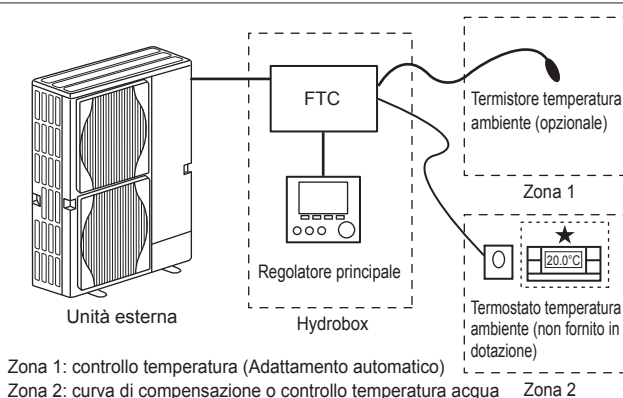 FTC
Termistore temperatura
ambiente (opzionale)
Zona 1
20.0°C
Regolatore principale
Unità esterna
Hydrobox
Termostato temperatura
ambiente (non fornito in
dotazione)
Zona 1: controllo temperatura (Adattamento automatico)
Zona 2: curva di compensazione o controllo temperatura acqua
Zona 2